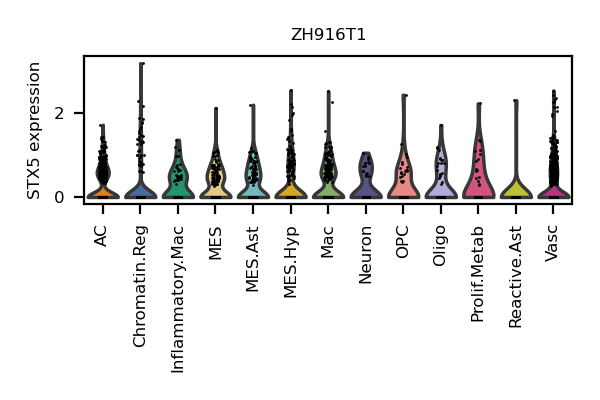 ZH916T1
STX5 expression
2
0
AC
Chromatin.Reg
Inflammatory.Mac
MES
MES.Ast
MES.Hyp
Mac
Neuron
OPC
Oligo
Prolif.Metab
Reactive.Ast
Vasc